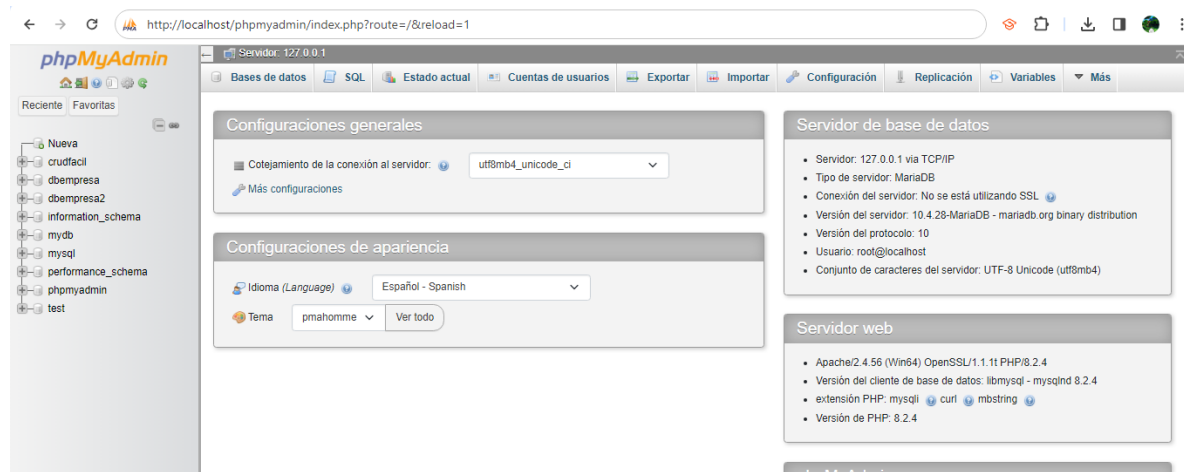 http://localhost/phpmyadmin/index.php?route=/&reload=1
phpMyAdmin
Reciente Favoritas
Nueva
crudfacil
dbempresa
dbempresa2
information_schema
mydb
mysql
performance_schema
phpmyadmin
test
Servidor: 127.0.0.1
Bases de datos SQL Estado actual Cuentas de usuarios Exportar Importar Configuración Replicación Variables Más
Configuraciones generales
Cotejamiento de la conexión al servidor: utf8mb4_unicode_ci
Más configuraciones
Configuraciones de apariencia
Idioma (Language) Español - Spanish
Tema pmahomme Ver todo
Servidor de base de datos
Servidor: 127.0.0.1 via TCP/IP
Tipo de servidor: MariaDB
Conexión del servidor: No se está utilizando SSL
Versión del servidor: 10.4.28-MariaDB - mariadb.org binary distribution
Versión del protocolo: 10
Usuario: root@localhost
Conjunto de caracteres del servidor: UTF-8 Unicode (utf8mb4)
Servidor web
Apache/2.4.56 (Win64) OpenSSL/1.1.1t PHP/8.2.4
Versión del cliente de base de datos: libmysql - mysqlnd 8.2.4
extensión PHP: mysqli curl mbstring
Versión de PHP: 8.2.4